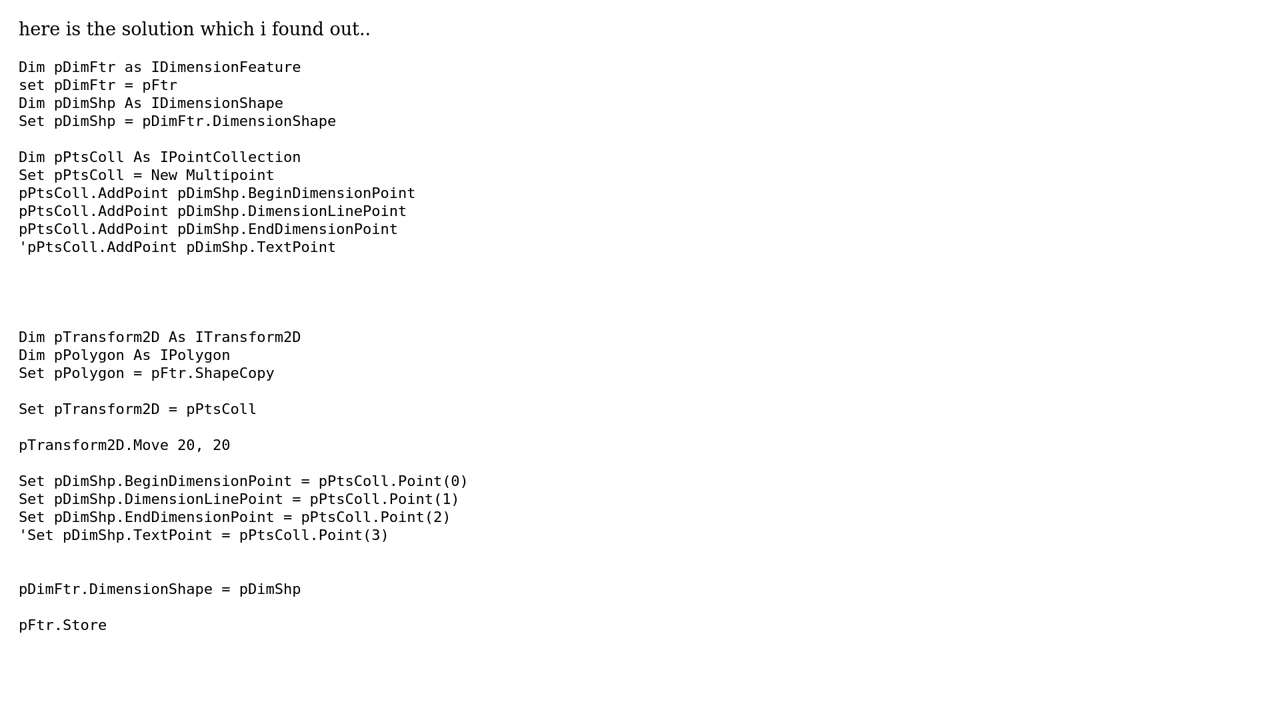 here is the solution which i found out..
Dim pDimFtr as IDimensionFeature
set pDimFtr = pFtr
Dim pDimShp As IDimensionShape
Set pDimShp = pDimFtr.DimensionShape
Dim pPtsColl As IPointCollection
Set pPtsColl = New Multipoint
pPtsColl.AddPoint pDimShp.BeginDimensionPoint
pPtsColl.AddPoint pDimShp.DimensionLinePoint
pPtsColl.AddPoint pDimShp.EndDimensionPoint
'pPtsColl.AddPoint pDimShp.TextPoint
Dim pTransform2D As ITransform2D
Dim pPolygon As IPolygon
Set pPolygon = pFtr.ShapeCopy
Set pTransform2D = pPtsColl
pTransform2D.Move 20, 20
Set pDimShp.BeginDimensionPoint = pPtsColl.Point(0)
Set pDimShp.DimensionLinePoint = pPtsColl.Point(1)
Set pDimShp.EndDimensionPoint = pPtsColl.Point(2)
'Set pDimShp.TextPoint = pPtsColl.Point(3)
pDimFtr.DimensionShape = pDimShp
pFtr.Store